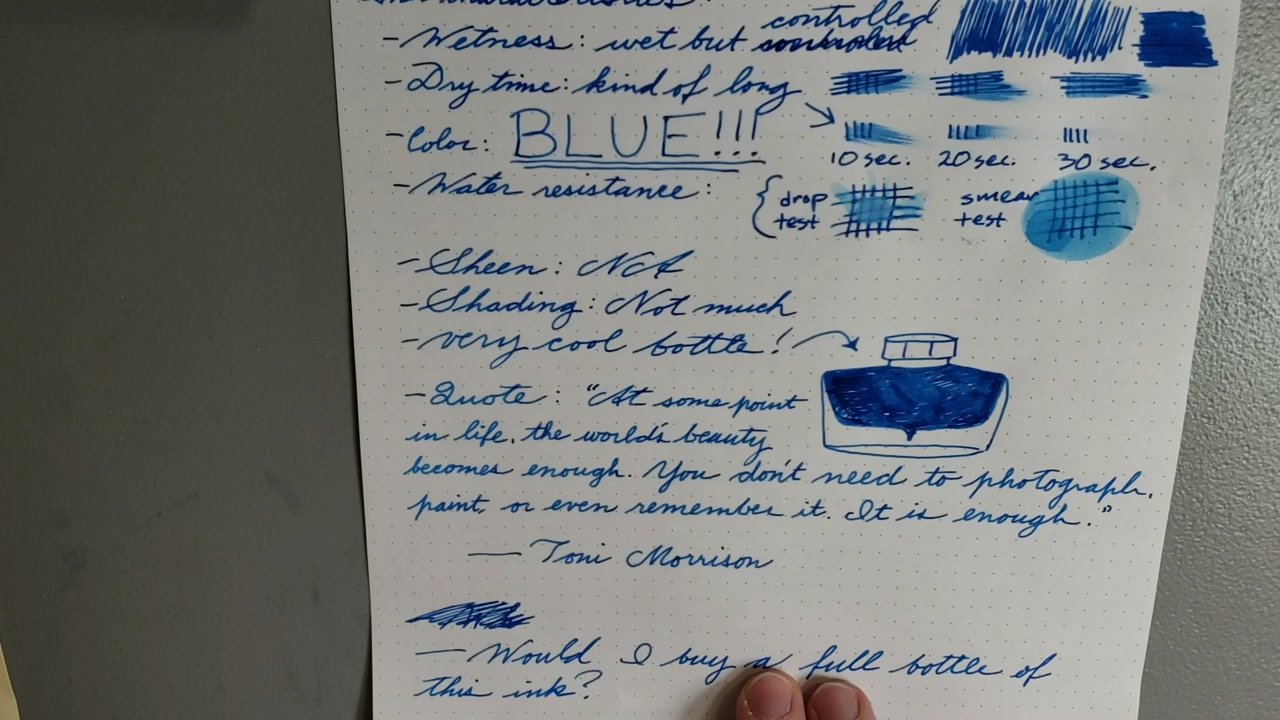 Ink characteristics:
- Wetness: wet but controlled
- Dry time: kind of long
- Color: BLUE!!!
10 sec. 20 sec. 30 sec.
- Water resistance: { drop test smear test
- Sheen: NA
- Shading: Not much
- very cool bottle!
- Quote: "At some point
in life, the world's beauty
becomes enough. You don't need to photograph,
paint, or even remember it. It is enough."
— Toni Morrison
— Would I buy a full bottle of
this ink?